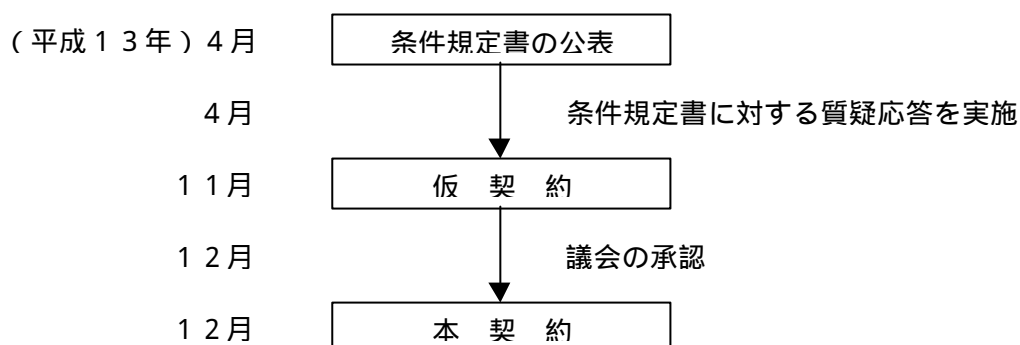 （平成１３年）４月 条件規定書の公表
４月 条件規定書に対する質疑応答を実施
１１月 仮　契　約
１２月 議会の承認
１２月 本　契　約